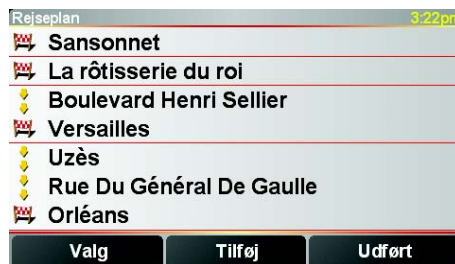 Rejseplan 3:22pm
Sansonnet
La rôtisserie du roi
Boulevard Henri Sellier
Versailles
Uzès
Rue Du Général De Gaulle
Orléans
Valg Tilføj Udført